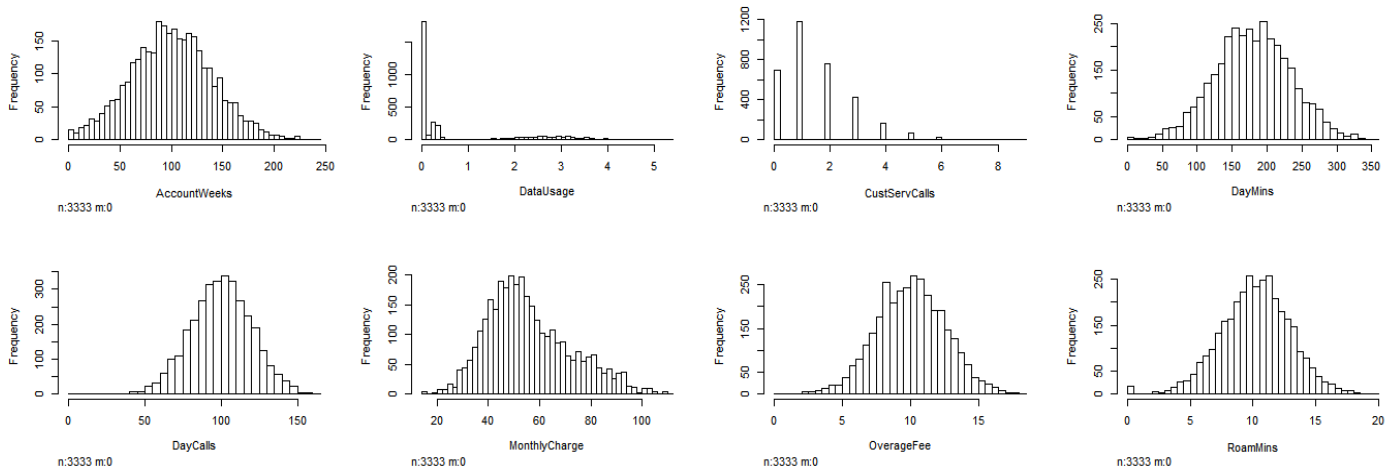 Frequency
0 50 100 150
0 50 100 150 200 250
AccountWeeks
n:3333 m:0
Frequency
0 500 1000
0 1 2 3 4 5
DataUsage
n:3333 m:0
Frequency
0 400 800 1200
0 2 4 6 8
CustServCalls
n:3333 m:0
Frequency
0 50 150 250
0 50 100 150 200 250 300 350
DayMins
n:3333 m:0
Frequency
0 100 200 300
0 50 100 150
DayCalls
n:3333 m:0
Frequency
0 50 100 150 200
20 40 60 80 100
MonthlyCharge
n:3333 m:0
Frequency
0 50 150 250
0 5 10 15
OverageFee
n:3333 m:0
Frequency
0 50 150 250
0 5 10 15 20
RoamMins
n:3333 m:0